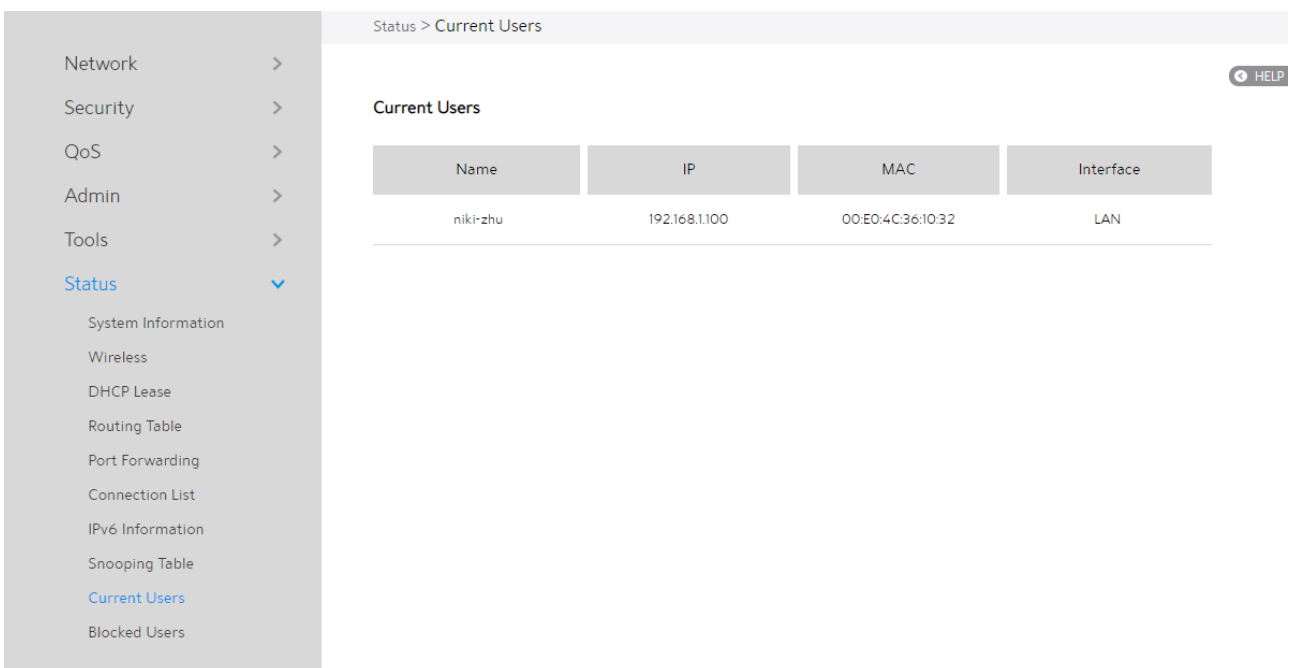 Status > Current Users
Network
Security
QoS
Admin
Tools
Status
System Information
Wireless
DHCP Lease
Routing Table
Port Forwarding
Connection List
IPv6 Information
Snooping Table
Current Users
Blocked Users
HELP
Current Users
Name IP MAC Interface
niki-zhu 192.168.1.100 00:E0:4C:36:10:32 LAN